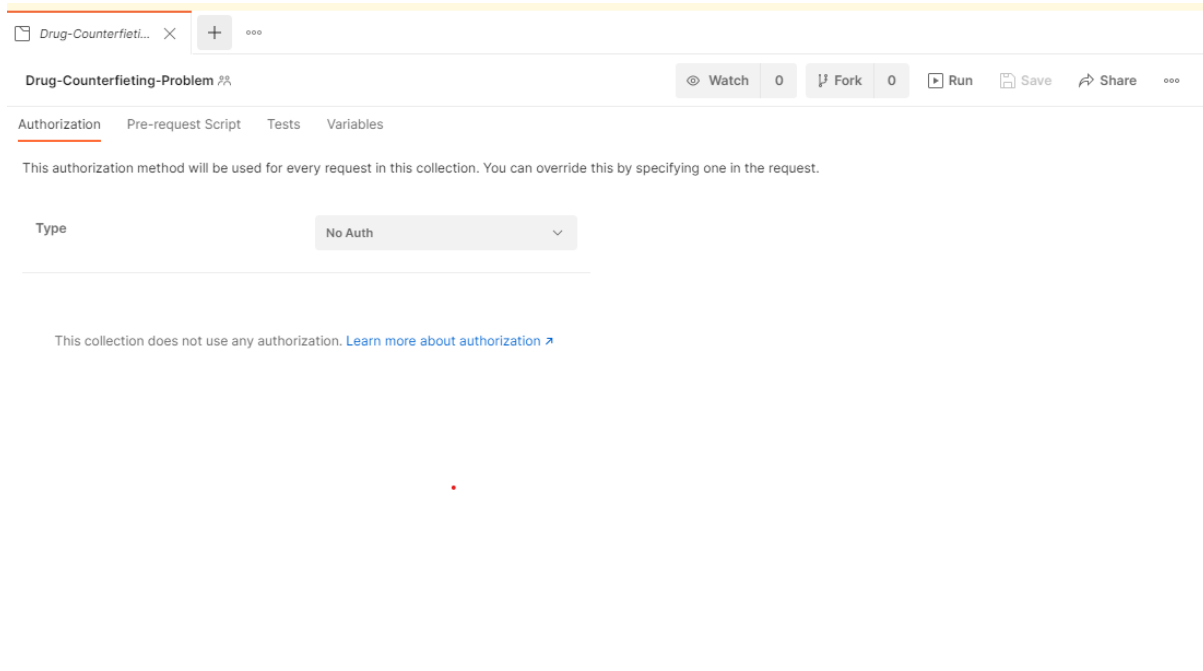 Drug-Counterfieti...
Drug-Counterfieting-Problem Watch 0 Fork 0 Run Save Share
Authorization Pre-request Script Tests Variables
This authorization method will be used for every request in this collection. You can override this by specifying one in the request.
Type No Auth
This collection does not use any authorization. Learn more about authorization ↗